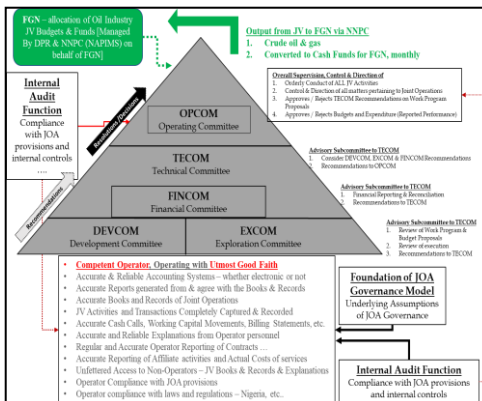 FGN – allocation of Oil Industry
JV Budgets & Funds [Managed
By DPR & NNPC (NAPIMS) on
behalf of FGN]
Output from JV to FGN via NNPC
1. Crude oil & gas
2. Converted to Cash Funds for FGN, monthly
Internal
Audit
Function
Compliance
with JOA
provisions
and internal
controls
....
Resolutions/Decisions
Recommendations
Overall Supervision, Control & Direction of
1. Orderly Conduct of ALL JV Activities
2. Control & Direction of all matters pertaining to Joint Operations
3. Approves / Rejects TECOM Recommendations on Work Program
Proposals
4. Approves / Rejects Budgets and Expenditure (Reported Performance)
OPCOM
Operating Committee
TECOM
Technical Committee
FINCOM
Financial Committee
DEVCOM
Development Committee
EXCOM
Exploration Committee
Advisory Subcommittee to TECOM
1. Consider DEVCOM, EXCOM & FINCOM Recommendations
2. Recommendations to OPCOM
Advisory Subcommittee to TECOM
1. Financial Reporting & Reconciliation
2. Recommendations to TECOM
Advisory Subcommittee to TECOM
1. Review of Work Program &
Budget Proposals
2. Review of execution
3. Recommendations to TECOM
• Competent Operator, Operating with Utmost Good Faith
• Accurate & Reliable Accounting Systems – whether electronic or not
• Accurate Reports generated from & agree with the Books & Records
• Accurate Books and Records of Joint Operations
• JV Activities and Transactions Completely Captured & Recorded
• Accurate Cash Calls, Working Capital Movements, Billing Statements, etc.
• Accurate and Reliable Explanations from Operator personnel
• Regular and Accurate Operator Reporting of Contracts ...
• Accurate Reporting of Affiliate activities and Actual Costs of services
• Unfettered Access to Non-Operators – JV Books & Records & Explanations
• Operator Compliance with JOA provisions
• Operator compliance with laws and regulations – Nigeria, etc..
Foundation of JOA
Governance Model
Underlying Assumptions
of JOA Governance
Internal Audit Function
Compliance with JOA provisions
and internal controls